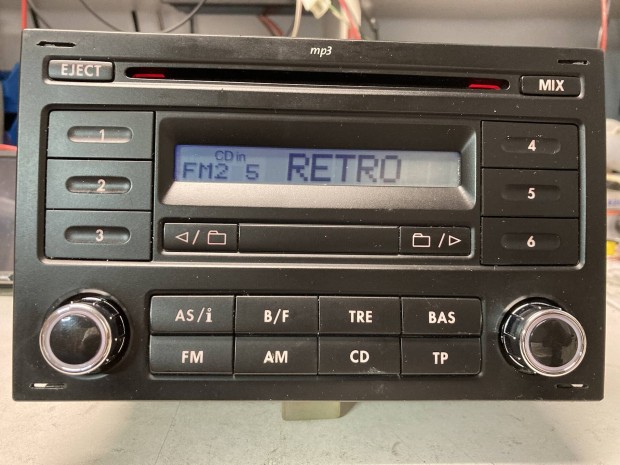 mp3
EJECT
MIX
1
CD in
FM2 5 RETRO
4
2
5
3
◁ /
/ ▷
6
AS/i
B/F
TRE
BAS
FM
AM
CD
TP